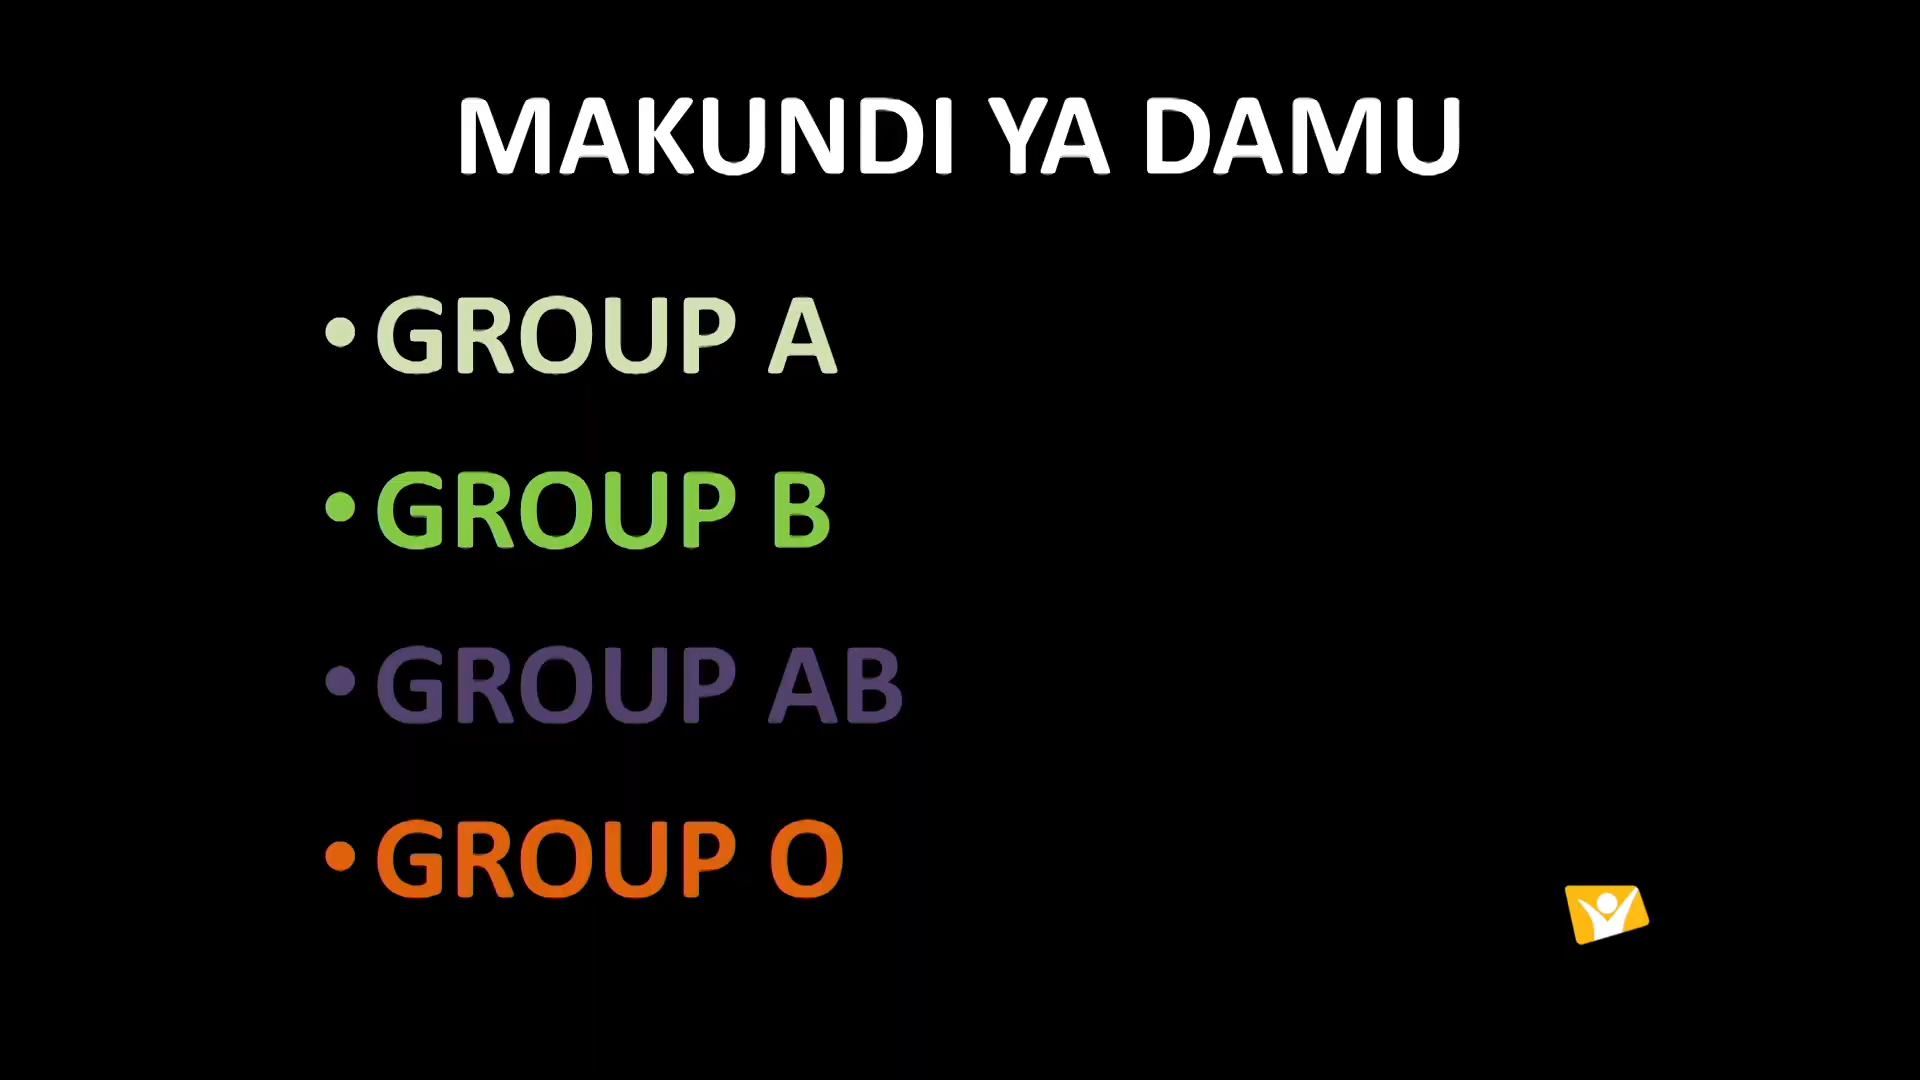 MAKUNDI YA DAMU
• GROUP A
• GROUP B
• GROUP AB
• GROUP O